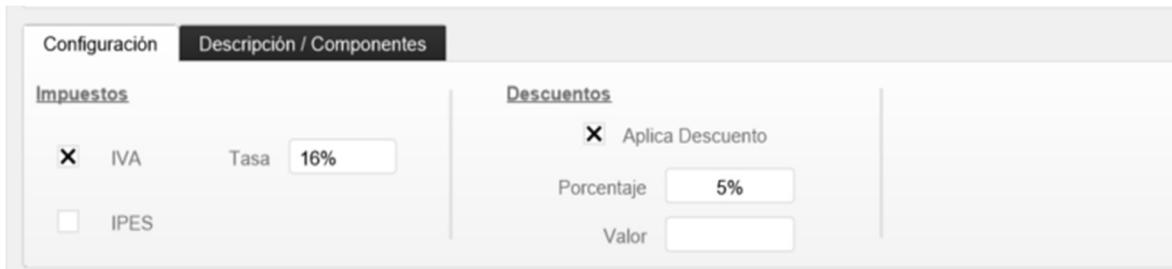 Configuración
Descripción / Componentes
Impuestos
IVA
Tasa
16%
IPES
Descuentos
Aplica Descuento
Porcentaje
5%
Valor